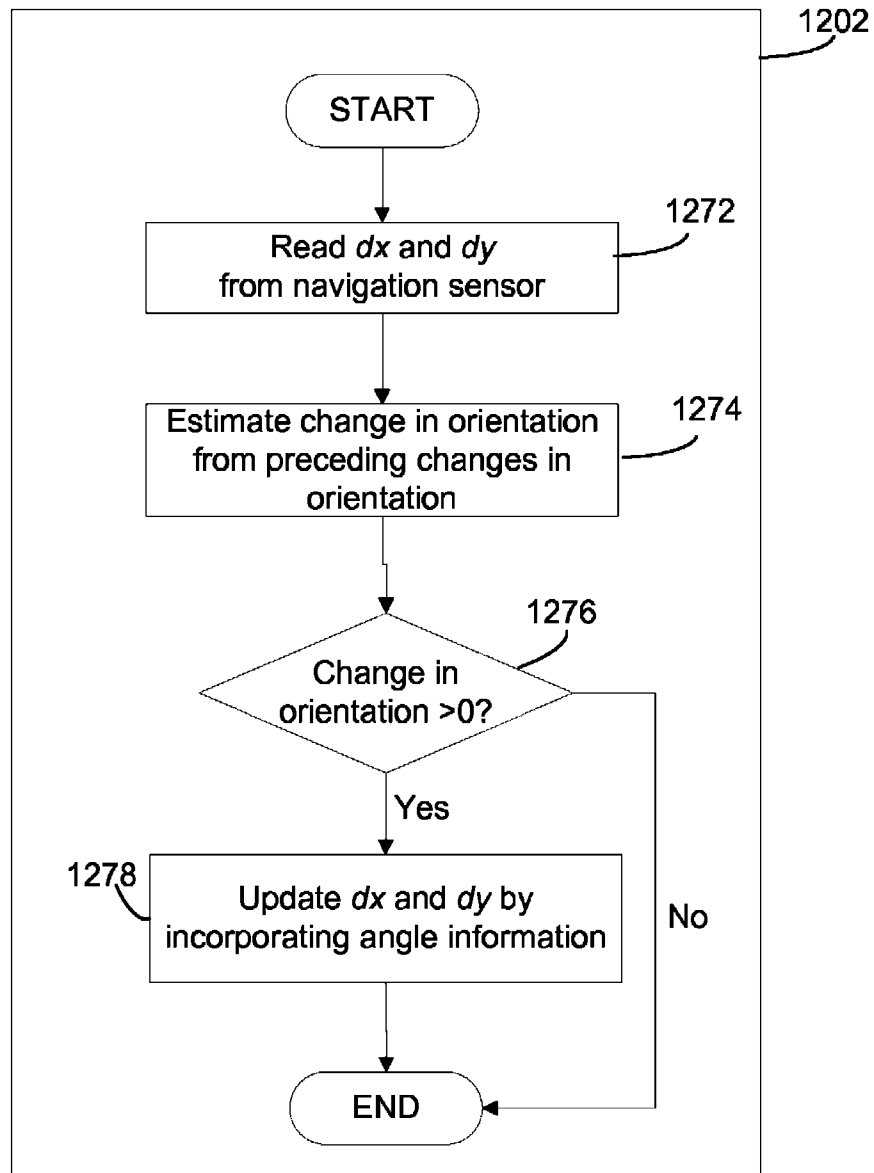 1202
START
1272
Read dx and dy
from navigation sensor
1274
Estimate change in orientation
from preceding changes in
orientation
1276
Change in
orientation >0?
Yes
1278
Update dx and dy by
incorporating angle information
No
END